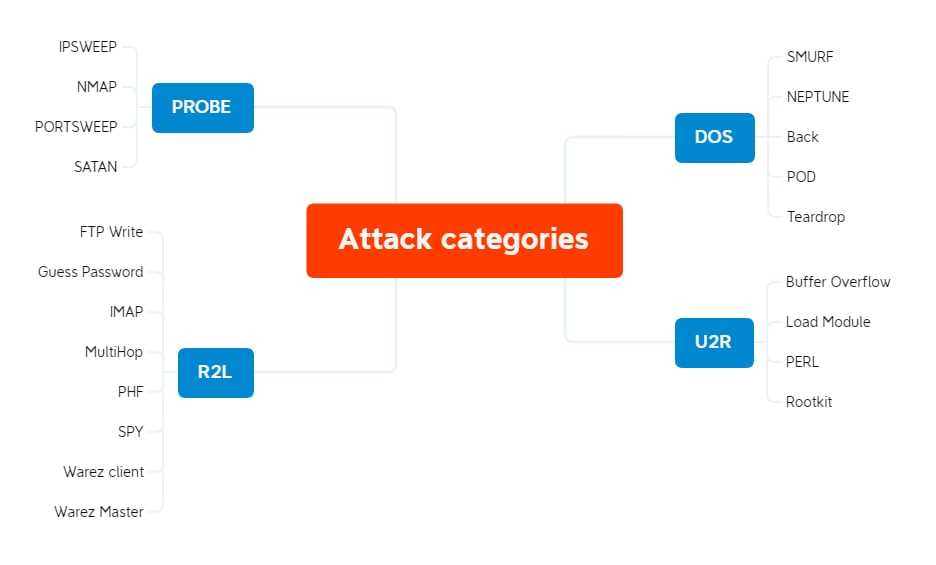 Attack categories
PROBE
IPSWEEP
NMAP
PORTSWEEP
SATAN
R2L
FTP Write
Guess Password
IMAP
MultiHop
PHF
SPY
Warez client
Warez Master
DOS
SMURF
NEPTUNE
Back
POD
Teardrop
U2R
Buffer Overflow
Load Module
PERL
Rootkit